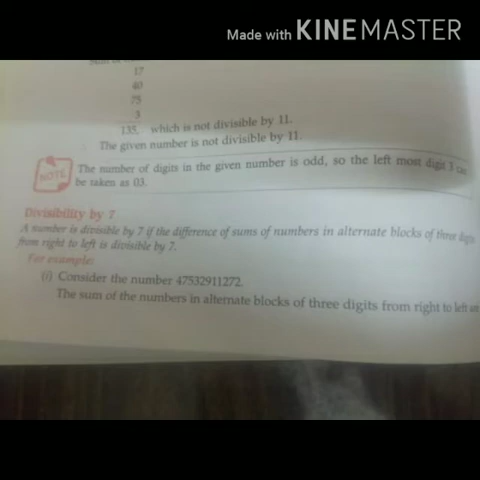 Made with KINEMASTER
17
40
75
3
135, which is not divisible by 11.
The given number is not divisible by 11.
NOTE
The number of digits in the given number is odd, so the left most digit 3 can
be taken as 03.
Divisibility by 7
A number is divisible by 7 if the difference of sums of numbers in alternate blocks of three digits
from right to left is divisible by 7.
For example:
(i) Consider the number 47532911272.
The sum of the numbers in alternate blocks of three digits from right to left are